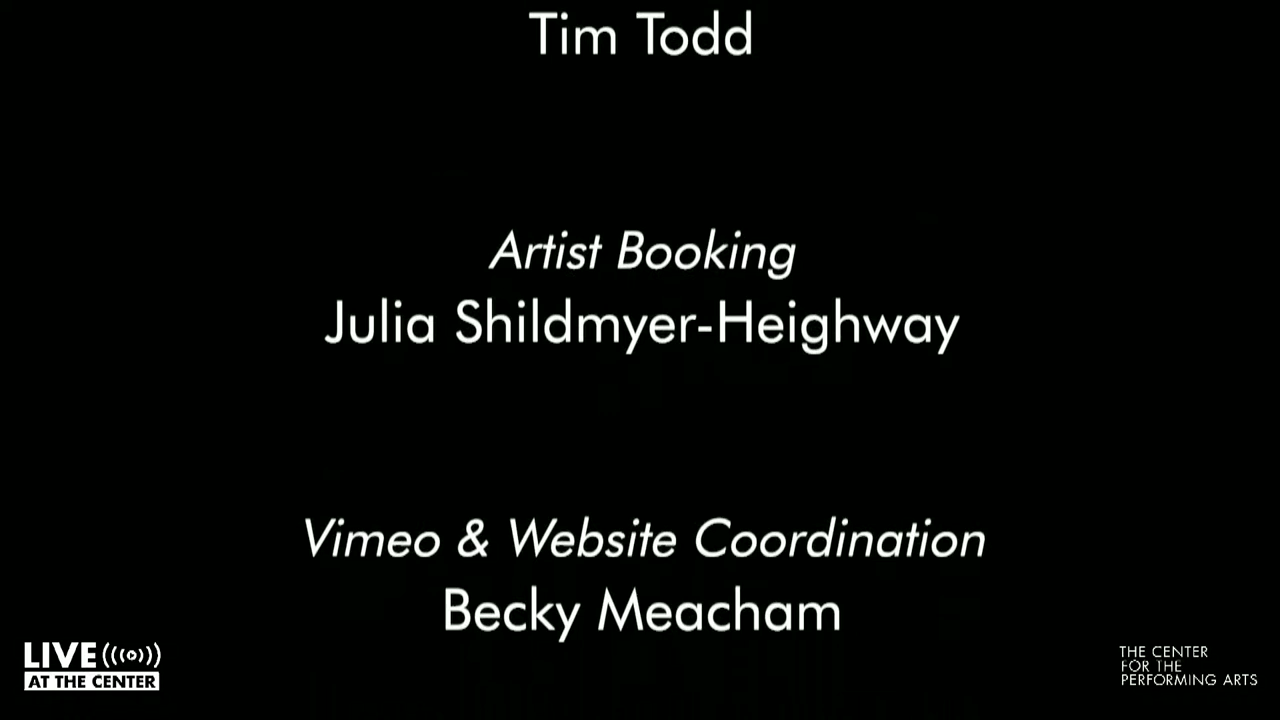 Tim Todd
Artist Booking
Julia Shildmyer-Heighway
Vimeo & Website Coordination
Becky Meacham
LIVE
AT THE CENTER
THE CENTER
FOR THE
PERFORMING ARTS